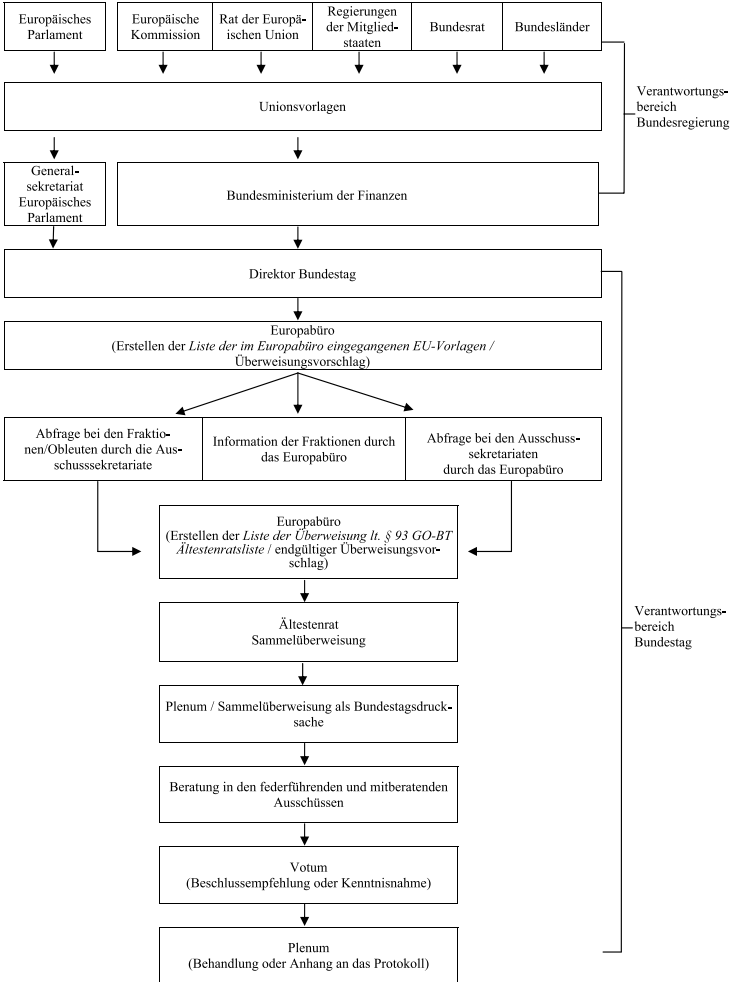 Europäisches
Parlament
Europäische
Kommission
Rat der Europä-
ischen Union
Regierungen
der Mitglied-
staaten
Bundesrat
Bundesländer
Unionsvorlagen
Verantwortungs-
bereich
Bundesregierung
General-
sekretariat
Europäisches
Parlament
Bundesministerium der Finanzen
Direktor Bundestag
Europabüro
(Erstellen der Liste der im Europabüro eingegangenen EU-Vorlagen /
Überweisungsvorschlag)
Abfrage bei den Fraktio-
nen/Obleuten durch die Aus-
schusssekretariate
Information der Fraktionen durch
das Europabüro
Abfrage bei den Ausschuss-
sekretariaten
durch das Europabüro
Europabüro
(Erstellen der Liste der Überweisung lt. § 93 GO-BT
Ältestenratsliste / endgültiger Überweisungsvor-
schlag)
Ältestenrat
Sammelüberweisung
Verantwortungs-
bereich
Bundestag
Plenum / Sammelüberweisung als Bundestagsdruck-
sache
Beratung in den federführenden und mitberatenden
Ausschüssen
Votum
(Beschlussempfehlung oder Kenntnisnahme)
Plenum
(Behandlung oder Anhang an das Protokoll)